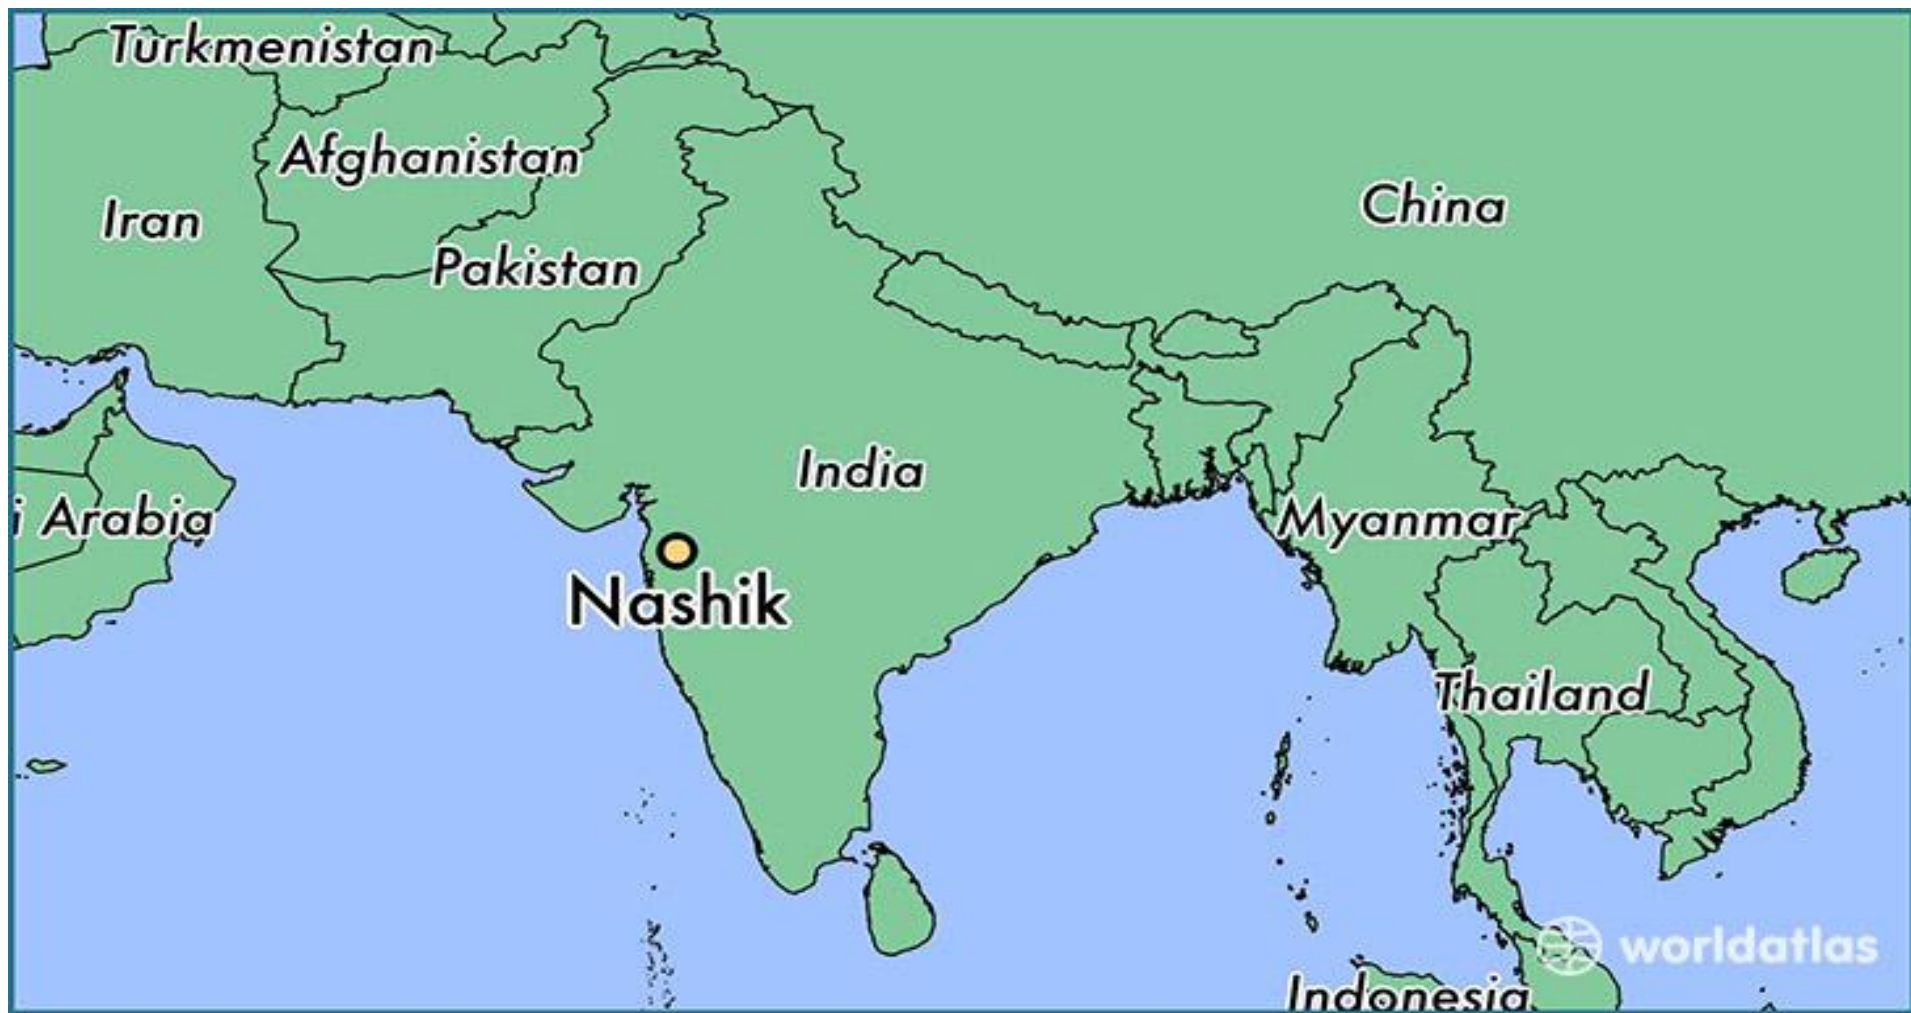 Turkmenistan
Afghanistan
China
Iran
Pakistan
India
i Arabia
Myanmar
Nashik
Thailand
worldatlas
Indonesia